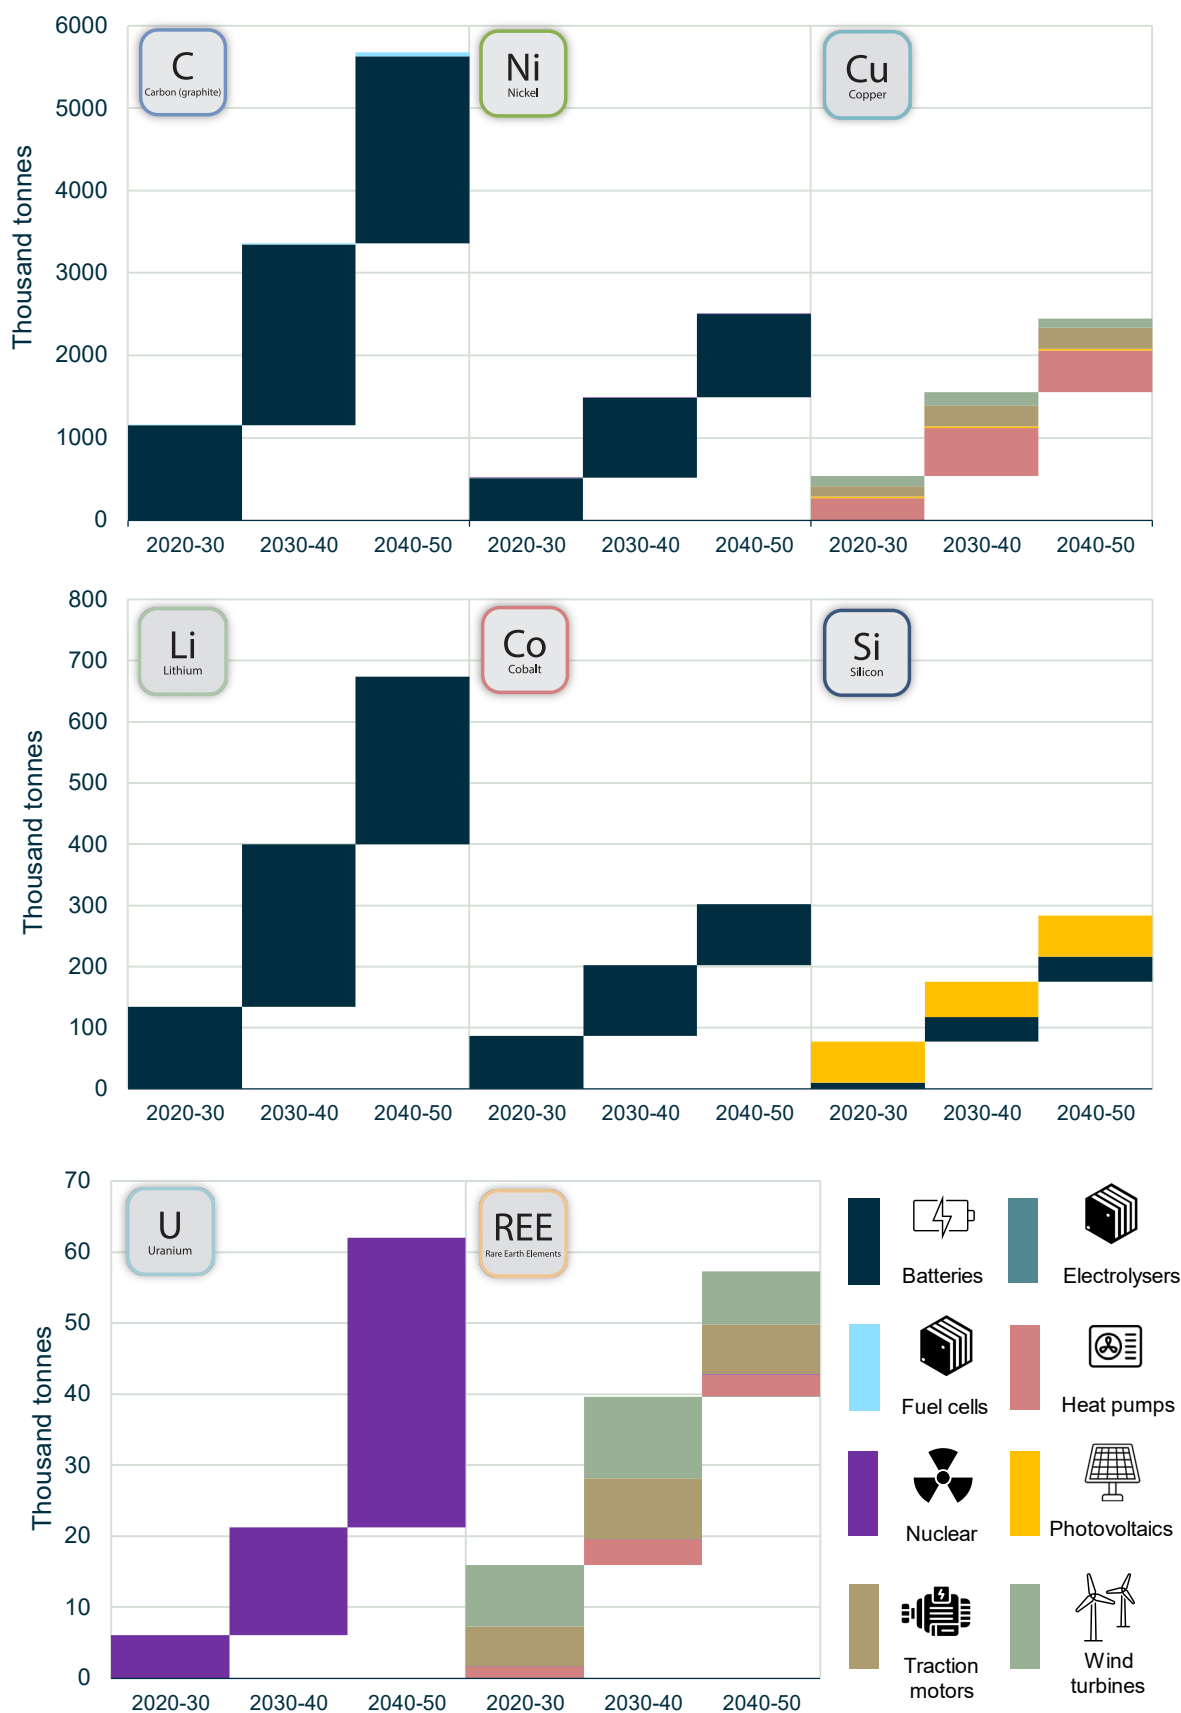 6000
5000
4000
3000
2000
1000
0
Thousand tonnes
C
Carbon (graphite)
Ni
Nickel
Cu
Copper
2020-30 2030-40 2040-50 2020-30 2030-40 2040-50 2020-30 2030-40 2040-50
800
700
600
500
400
300
200
100
0
Thousand tonnes
Li
Lithium
Co
Cobalt
Si
Silicon
2020-30 2030-40 2040-50 2020-30 2030-40 2040-50 2020-30 2030-40 2040-50
70
60
50
40
30
20
10
0
Thousand tonnes
U
Uranium
REE
Rare Earth Elements
2020-30 2030-40 2040-50 2020-30 2030-40 2040-50
Batteries
Electrolysers
Fuel cells
Heat pumps
Nuclear
Photovoltaics
Traction
motors
Wind
turbines